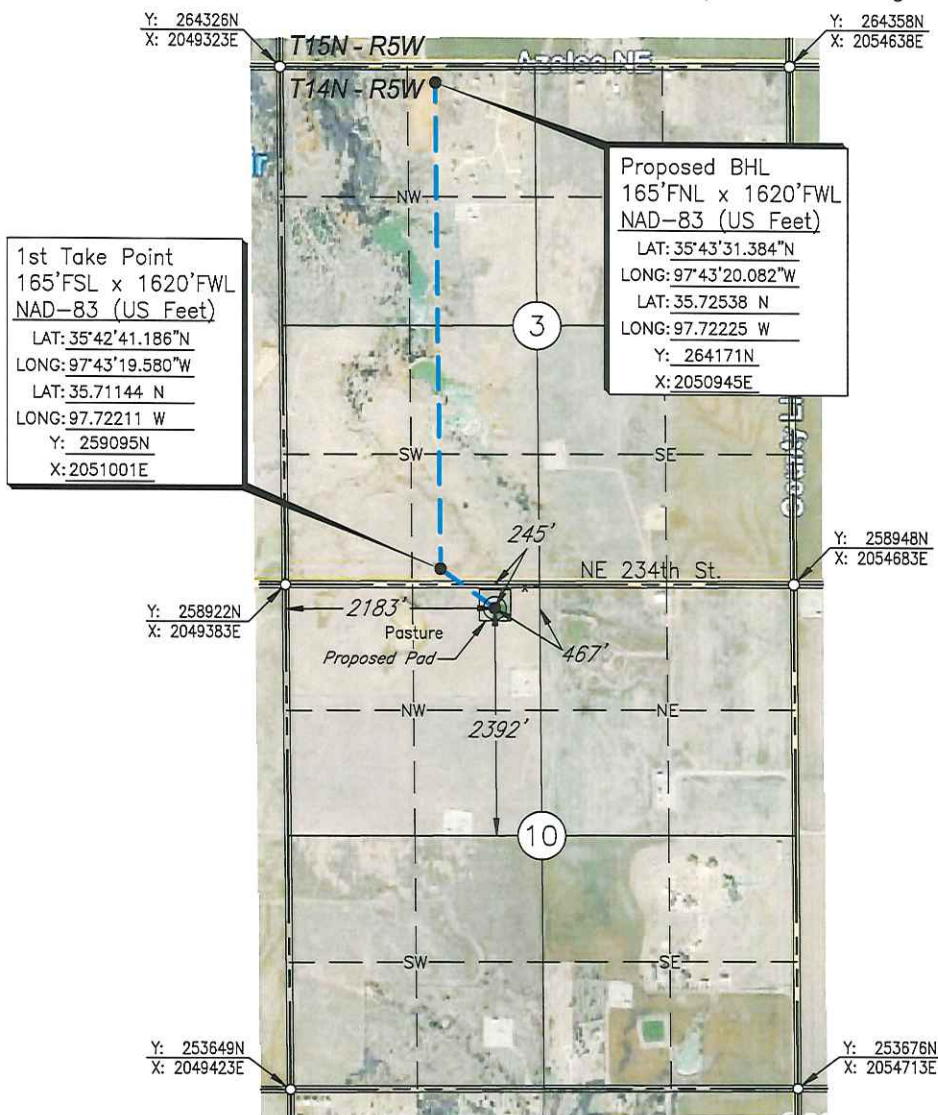 Y: 264326N
X: 2049323E
Y: 264358N
X: 2054638E
T15N - R5W
Azalea NE
T14N - R5W
Proposed BHL
165'FNL x 1620'FWL
NAD-83 (US Feet)
LAT: 35°43'31.384"N
LONG: 97°43'20.082"W
LAT: 35.72538 N
LONG: 97.72225 W
Y: 264171N
X: 2050945E
NW
1st Take Point
165'FSL x 1620'FWL
NAD-83 (US Feet)
LAT: 35°42'41.186"N
LONG: 97°43'19.580"W
LAT: 35.71144 N
LONG: 97.72211 W
Y: 259095N
X: 2051001E
3
SW
SE
245'
NE 234th St.
Y: 258948N
X: 2054683E
Y: 258922N
X: 2049383E
2183'
Pasture
Proposed Pad
467'
NW
NE
2392'
10
SW
SE
Y: 253649N
X: 2049423E
Y: 253676N
X: 2054713E